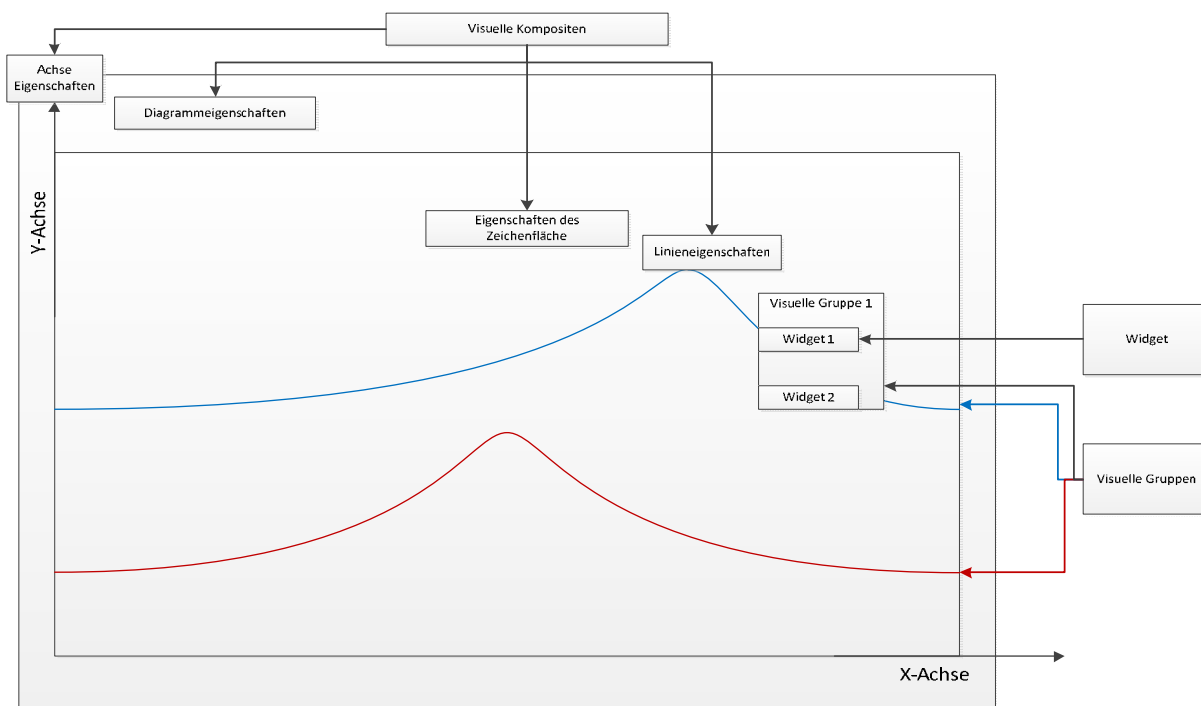 Visuelle Kompositen
Achse
Eigenschaften
Diagrammeigenschaften
Y-Achse
Eigenschaften des
Zeichenfläche
Linieneigenschaften
Visuelle Gruppe 1
Widget 1
Widget
Widget 2
Visuelle Gruppen
X-Achse